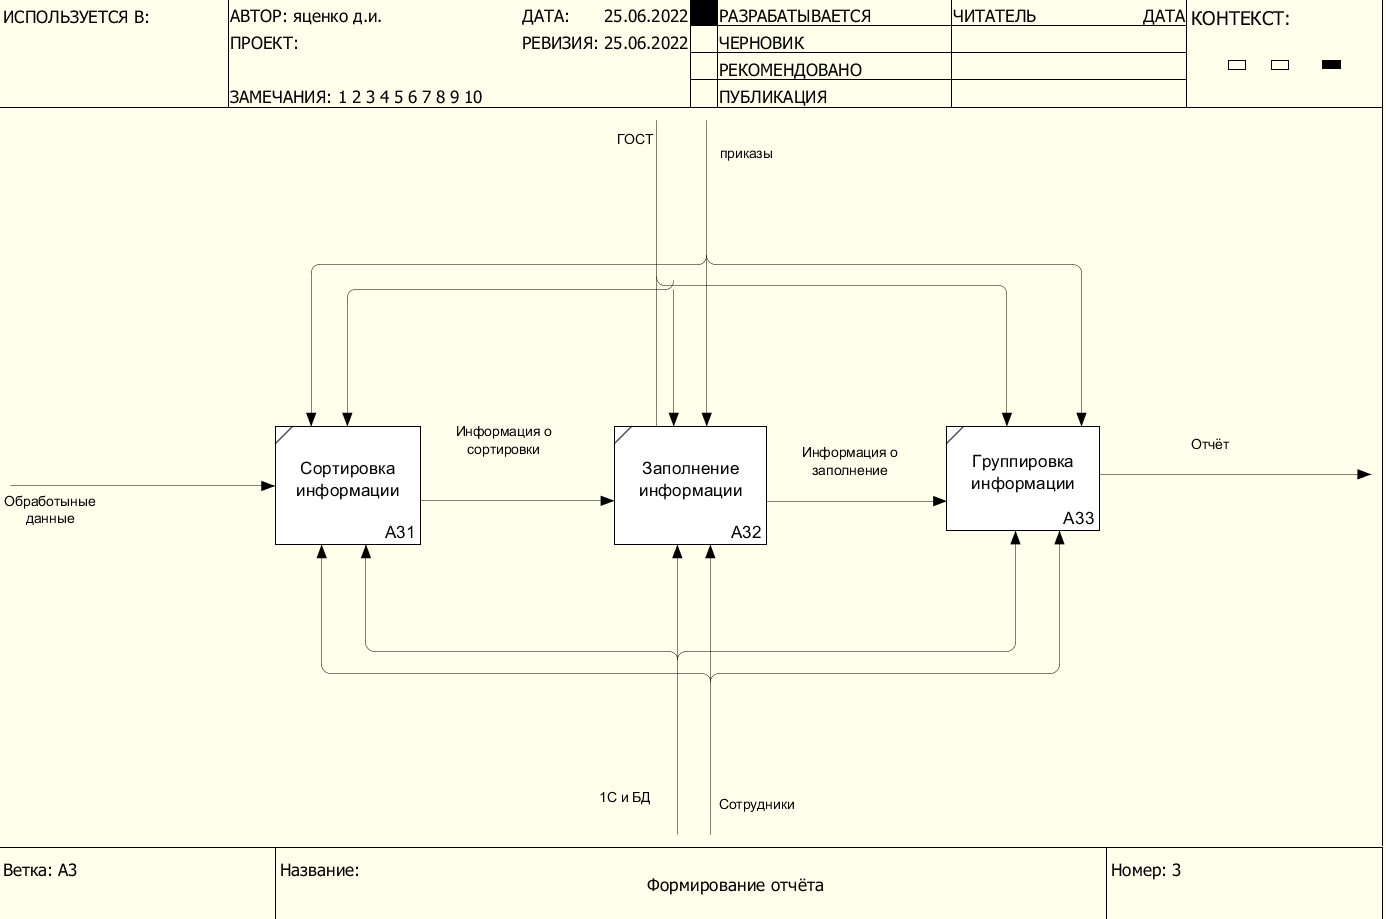 ИСПОЛЬЗУЕТСЯ В:
АВТОР: яценко д.и.
ДАТА: 25.06.2022
РАЗРАБАТЫВАЕТСЯ
ЧИТАТЕЛЬ
ДАТА
КОНТЕКСТ:
ПРОЕКТ:
РЕВИЗИЯ: 25.06.2022
ЧЕРНОВИК
РЕКОМЕНДОВАНО
ЗАМЕЧАНИЯ: 1 2 3 4 5 6 7 8 9 10
ПУБЛИКАЦИЯ
ГОСТ
приказы
Обработыные
данные
Сортировка
информации
A31
Информация о
сортировки
Заполнение
информации
A32
Информация о
заполнение
Группировка
информации
A33
Отчёт
1С и БД
Сотрудники
Ветка: A3
Название:
Формирование отчёта
Номер: 3